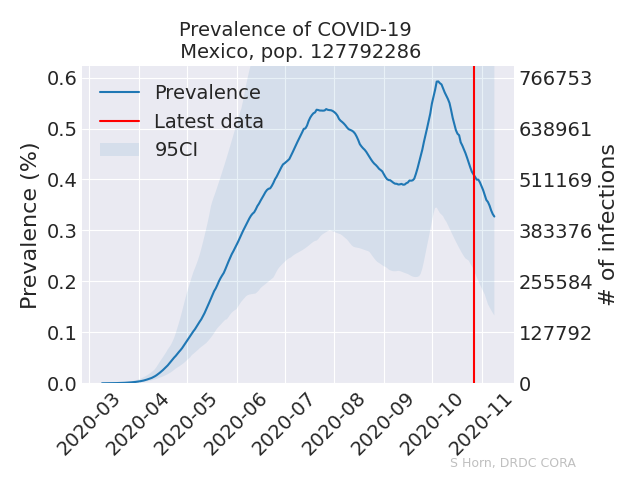 Prevalence of COVID-19
Mexico, pop. 127792286
Prevalence (%)
0.6
0.5
0.4
0.3
0.2
0.1
0.0
Prevalence
Latest data
95CI
766753
638961
511169
383376
255584
127792
0
# of infections
2020-03
2020-04
2020-05
2020-06
2020-07
2020-08
2020-09
2020-10
2020-11
S Horn, DRDC CORA